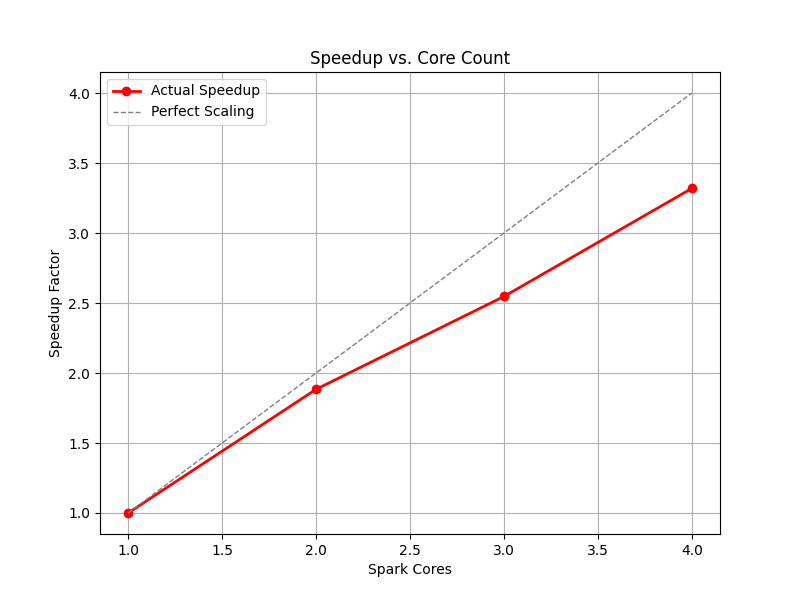 Speedup vs. Core Count
Actual Speedup
Perfect Scaling
4.0
3.5
3.0
2.5
2.0
1.5
1.0
Speedup Factor
1.0 1.5 2.0 2.5 3.0 3.5 4.0
Spark Cores